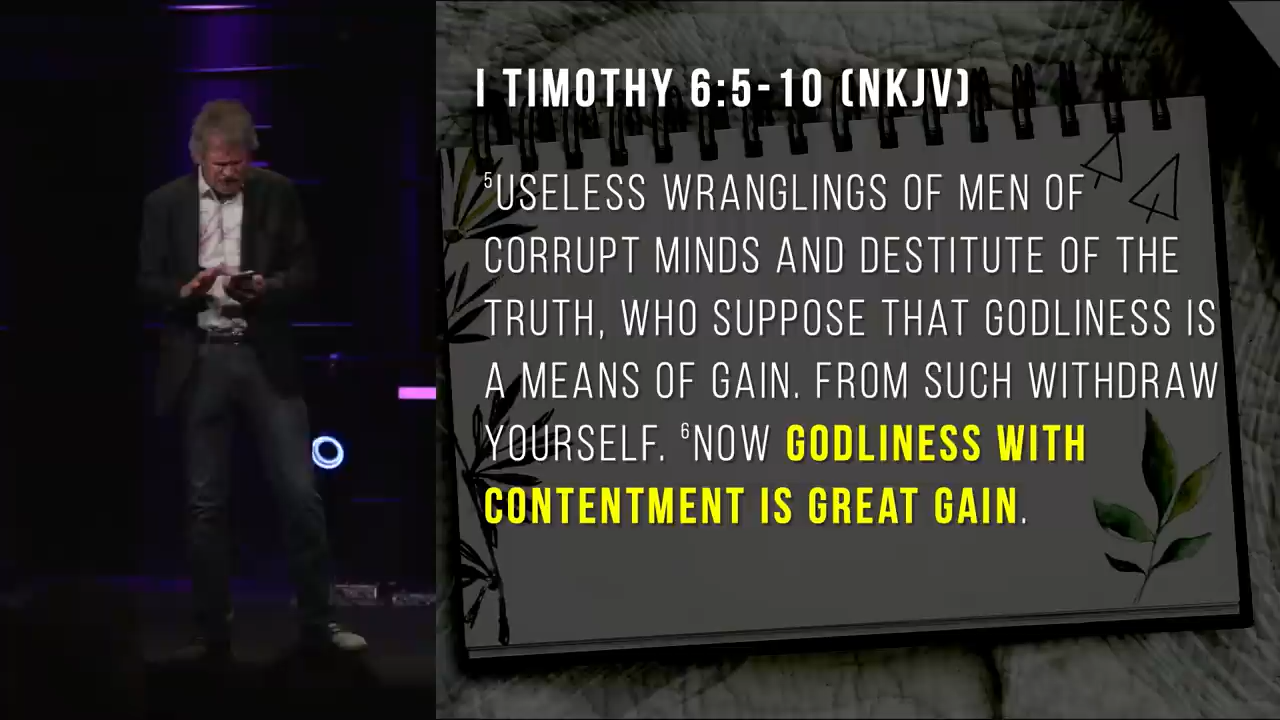 I TIMOTHY 6:5-10 (NKJV)
⁵USELESS WRANGLINGS OF MEN OF
CORRUPT MINDS AND DESTITUTE OF THE
TRUTH, WHO SUPPOSE THAT GODLINESS IS
A MEANS OF GAIN. FROM SUCH WITHDRAW
YOURSELF. ⁶NOW GODLINESS WITH
CONTENTMENT IS GREAT GAIN.